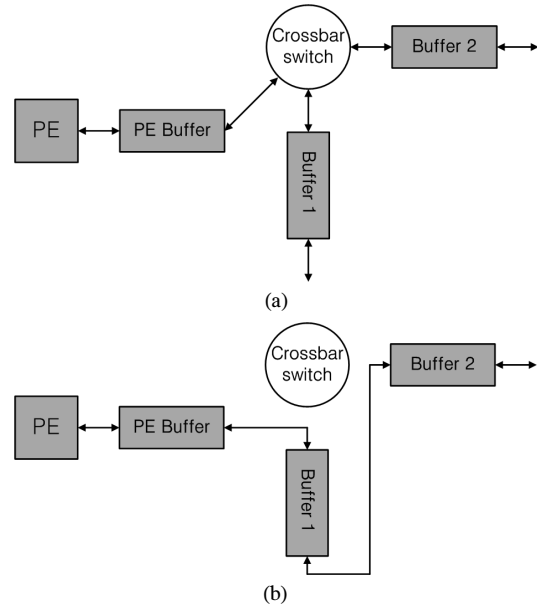 Crossbar
switch
Buffer 2
PE
PE Buffer
Buffer 1
(a)
Crossbar
switch
Buffer 2
PE
PE Buffer
Buffer 1
(b)